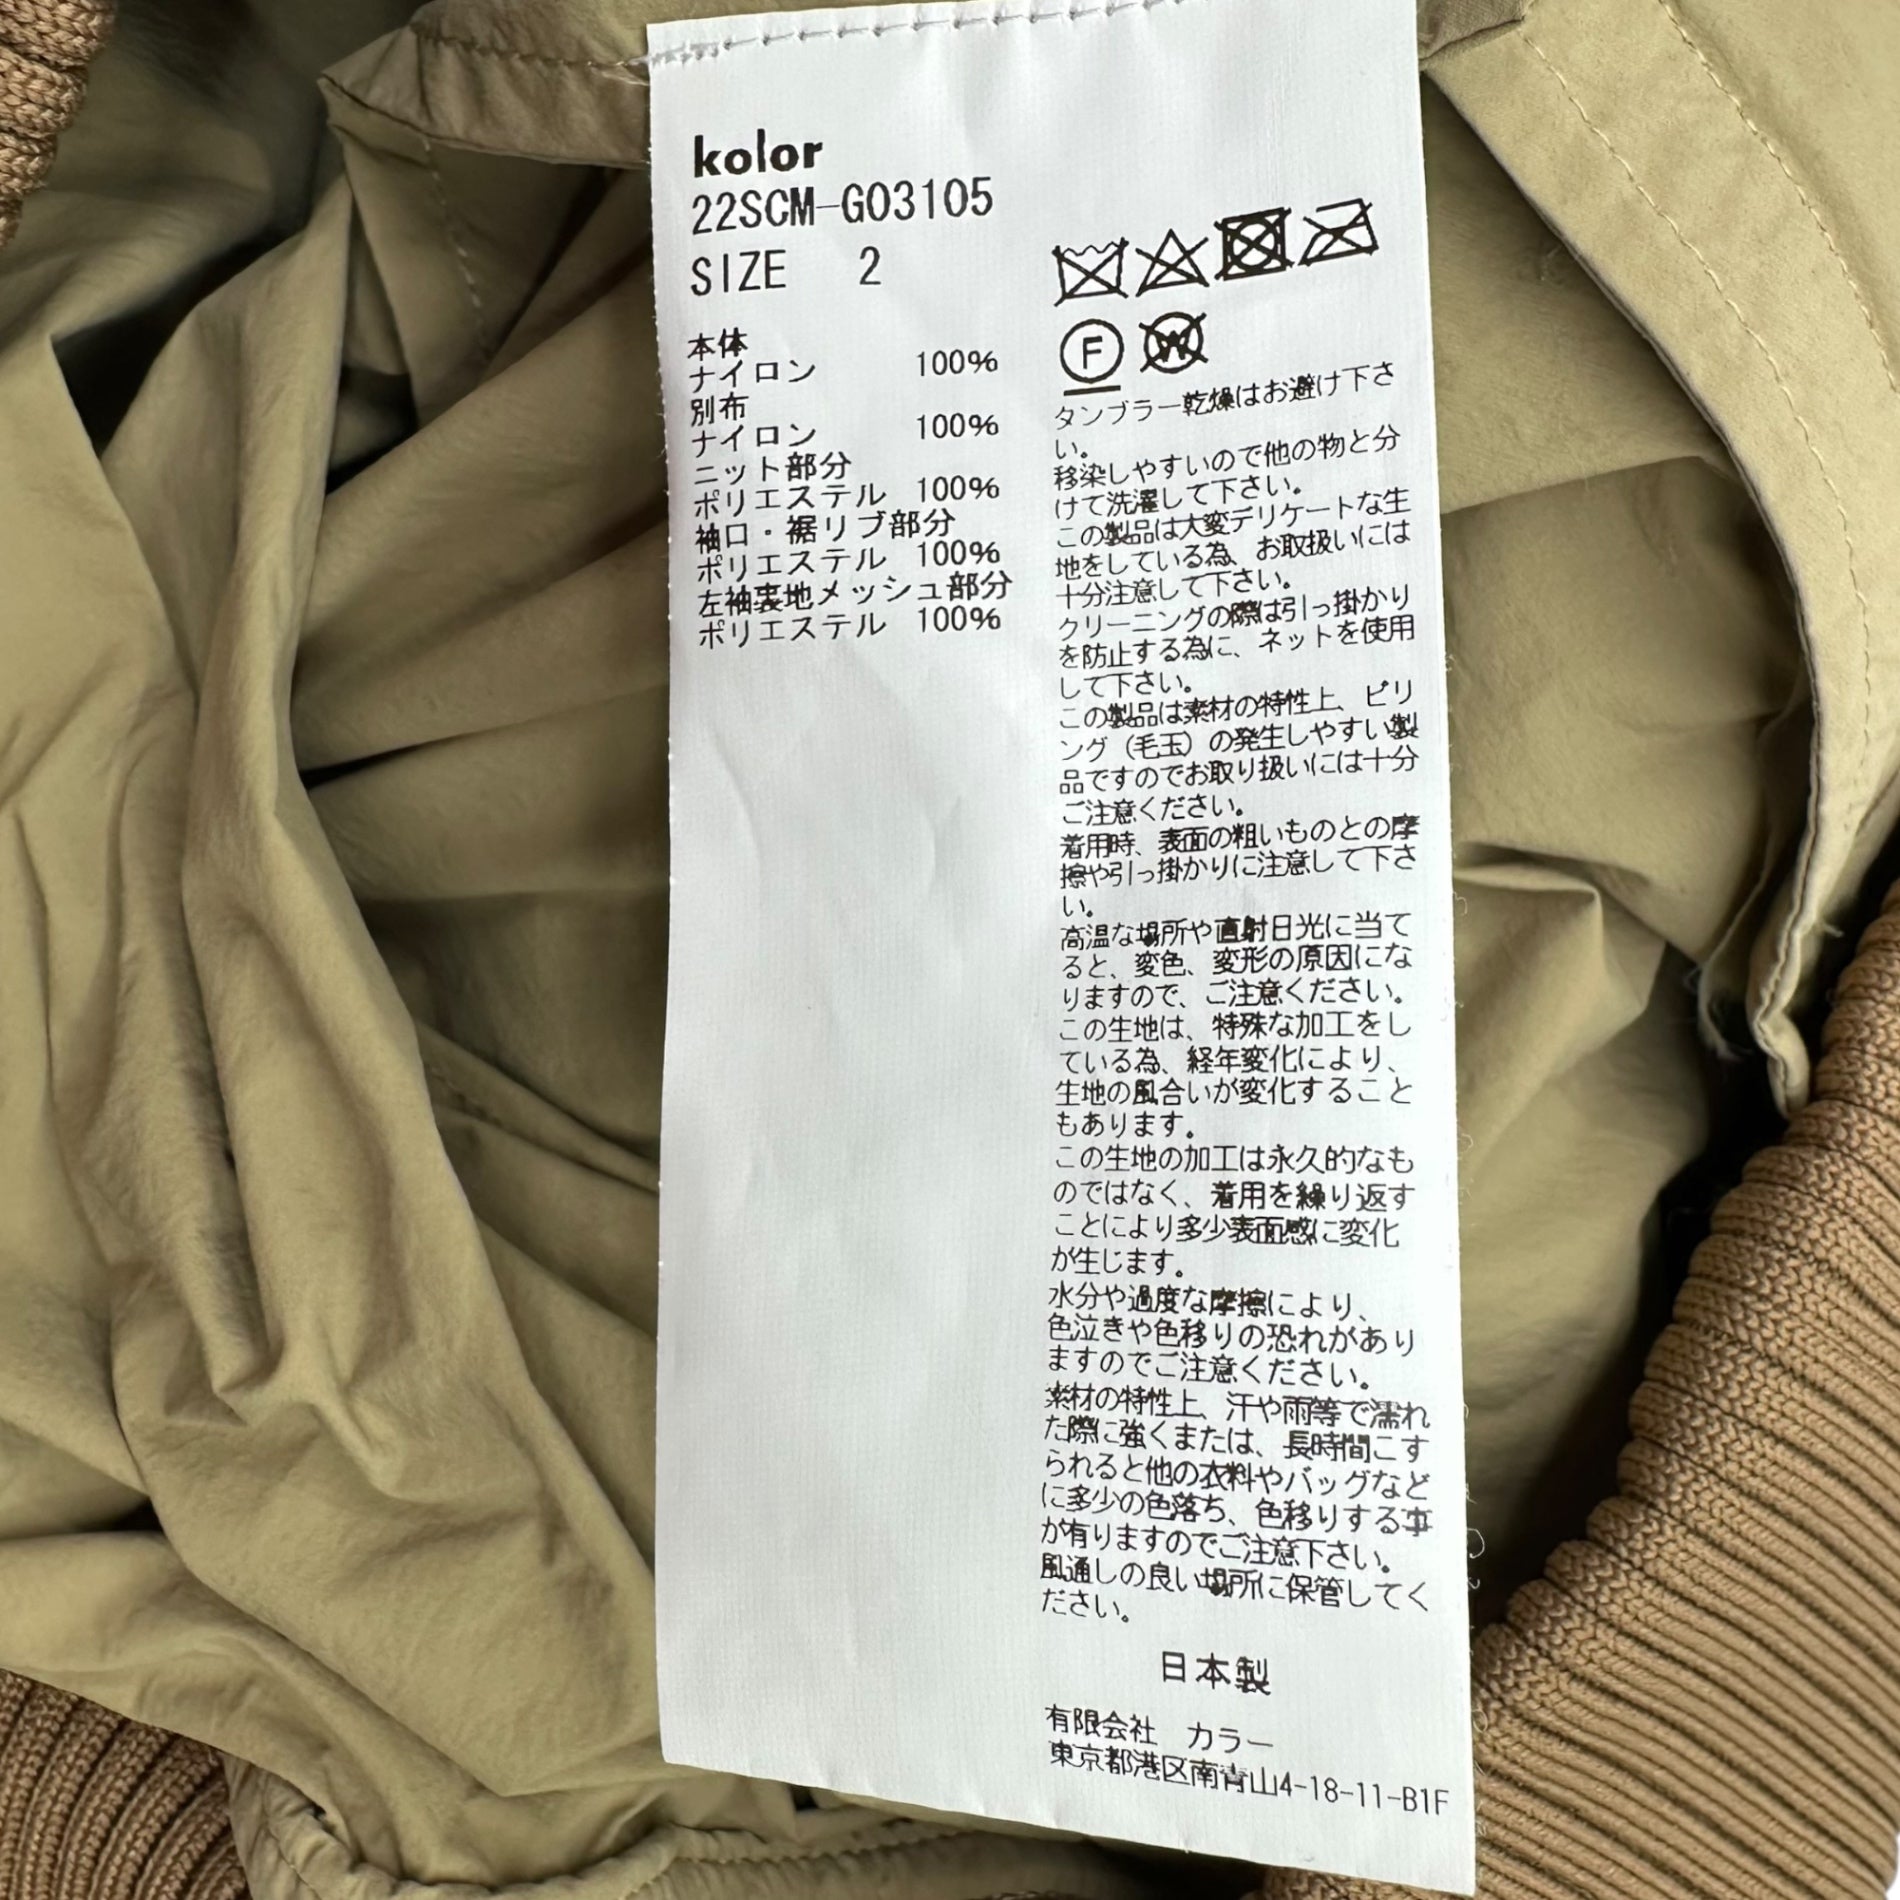 kolor
22SCM-G03105
SIZE 2
本体
ナイロン 100%
別布
ナイロン 100%
ニット部分
ポリエステル 100%
袖口・裾リブ部分
ポリエステル 100%
左袖裏地メッシュ部分
ポリエステル 100%
F W
タンブラー乾燥はお避け下さ
い。
移染しやすいので他の物と分
けて洗濯して下さい。
この製品は大変デリケートな生
地をしている為、お取扱いには
十分注意して下さい。
クリーニングの際は引っ掛かり
を防止する為に、ネットを使用
して下さい。
この製品は素材の特性上、ピリ
ング（毛玉）の発生しやすい製
品ですのでお取り扱いには十分
ご注意ください。
着用時、表面の粗いものとの摩
擦や引っ掛かりに注意して下さ
い。
高温な場所や直射日光に当て
ると、変色、変形の原因にな
りますので、ご注意ください。
この生地は、特殊な加工をし
ている為、経年変化により、
生地の風合いが変化すること
もあります。
この生地の加工は永久的なも
のではなく、着用を繰り返す
ことにより多少表面感に変化
が生じます。
水分や過度な摩擦により、
色泣きや色移りの恐れがあり
ますのでご注意ください。
素材の特性上、汗や雨等で濡れ
た際に強くまたは、長時間こす
られると他の衣料やバッグなど
に多少の色落ち、色移りする事
が有りますのでご注意下さい。
風通しの良い場所に保管してく
ださい。
日本製
有限会社 カラー
東京都港区南青山4-18-11-B1F